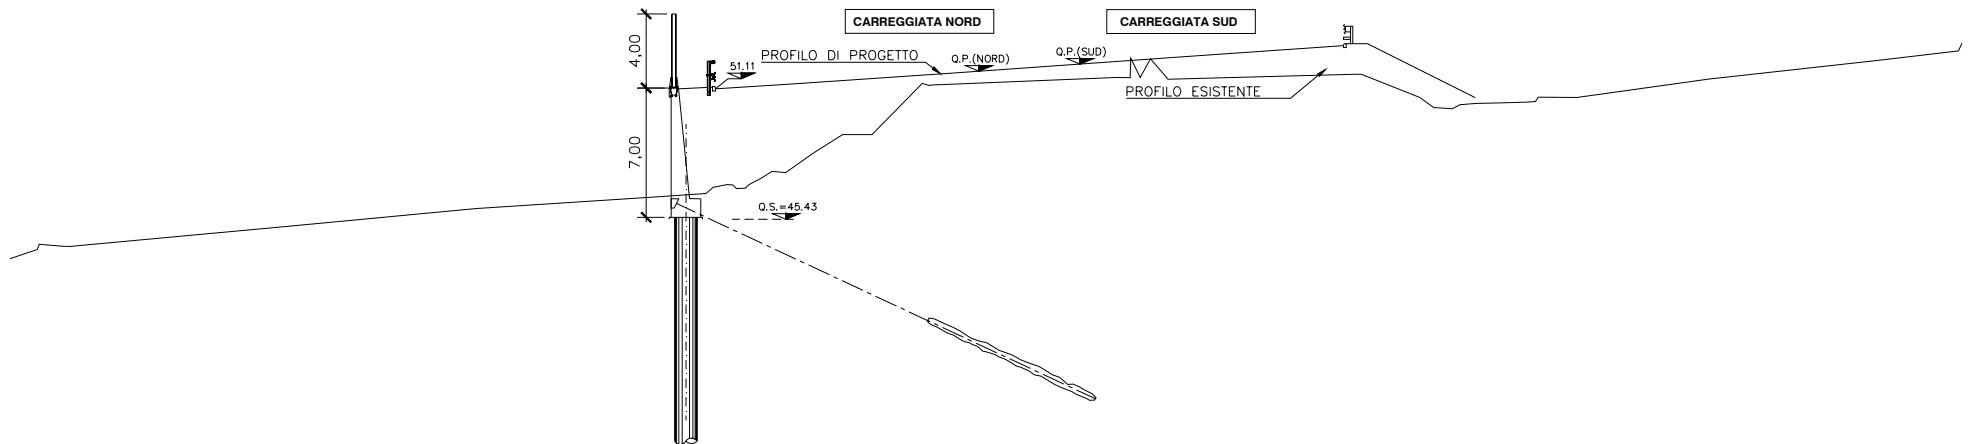 CARREGGIATA NORD
CARREGGIATA SUD
4,00
51.11
PROFILO DI PROGETTO
Q.P.(NORD)
Q.P.(SUD)
PROFILO ESISTENTE
7,00
Q.S.=45.43